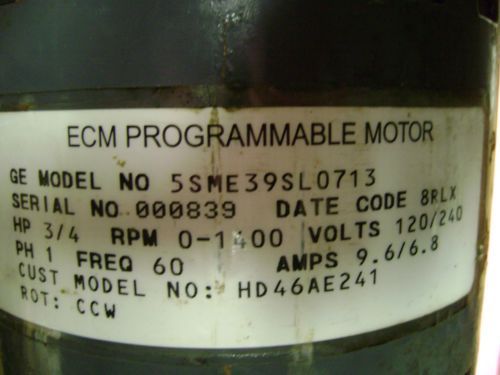 ECM PROGRAMMABLE MOTOR
GE MODEL NO 5SME39SL0713
SERIAL NO 000839 DATE CODE 8RLX
HP 3/4 RPM 0-1400 VOLTS 120/240
PH 1 FREQ 60 AMPS 9.6/6.8
CUST MODEL NO: HD46AE241
ROT: CCW